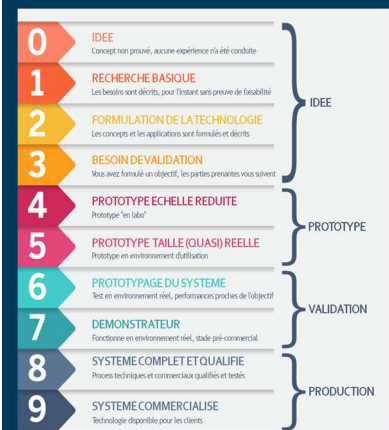 0
IDEE
Concept non prouvé, aucune expérience n'a été conduite
1
RECHERCHE BASIQUE
Les besoins sont décrits, pour l'instant sans preuve de faisabilité
2
FORMULATION DE LA TECHNOLOGIE
Les concepts et les applications sont formulés et décrits
3
BESOIN DE VALIDATION
Vous avez formulé un objectif, les parties prenantes vous suivent
IDEE
4
PROTOTYPE ECHELLE REDUITE
Prototype "en labo"
5
PROTOTYPE TAILLE (QUASI) REELLE
Prototype en environnement d'utilisation
PROTOTYPE
6
PROTOTYPAGE DU SYSTEME
Test en environnement réel, performances proches de l'objectif
7
DEMONSTRATEUR
Fonctionne en environnement réel, stade pré-commercial
VALIDATION
8
SYSTEME COMPLET ET QUALIFIE
Process techniques et commerciaux qualifiés et testés
9
SYSTEME COMMERCIALISE
Technologie disponible pour les clients
PRODUCTION